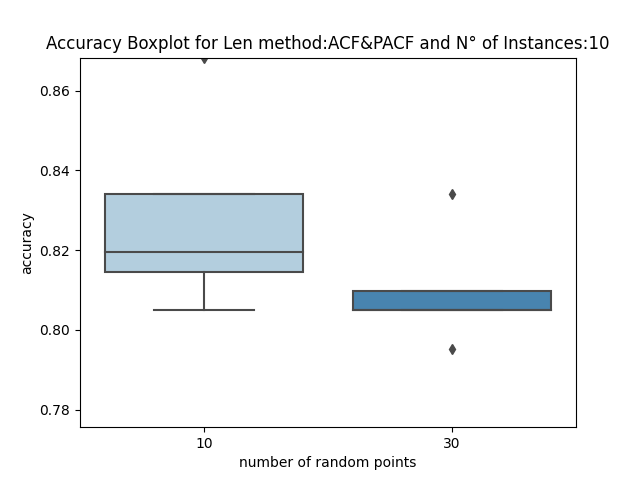 Accuracy Boxplot for Len method:ACF&PACF and N° of Instances:10
0.86
0.84
0.82
0.80
0.78
accuracy
10 30
number of random points